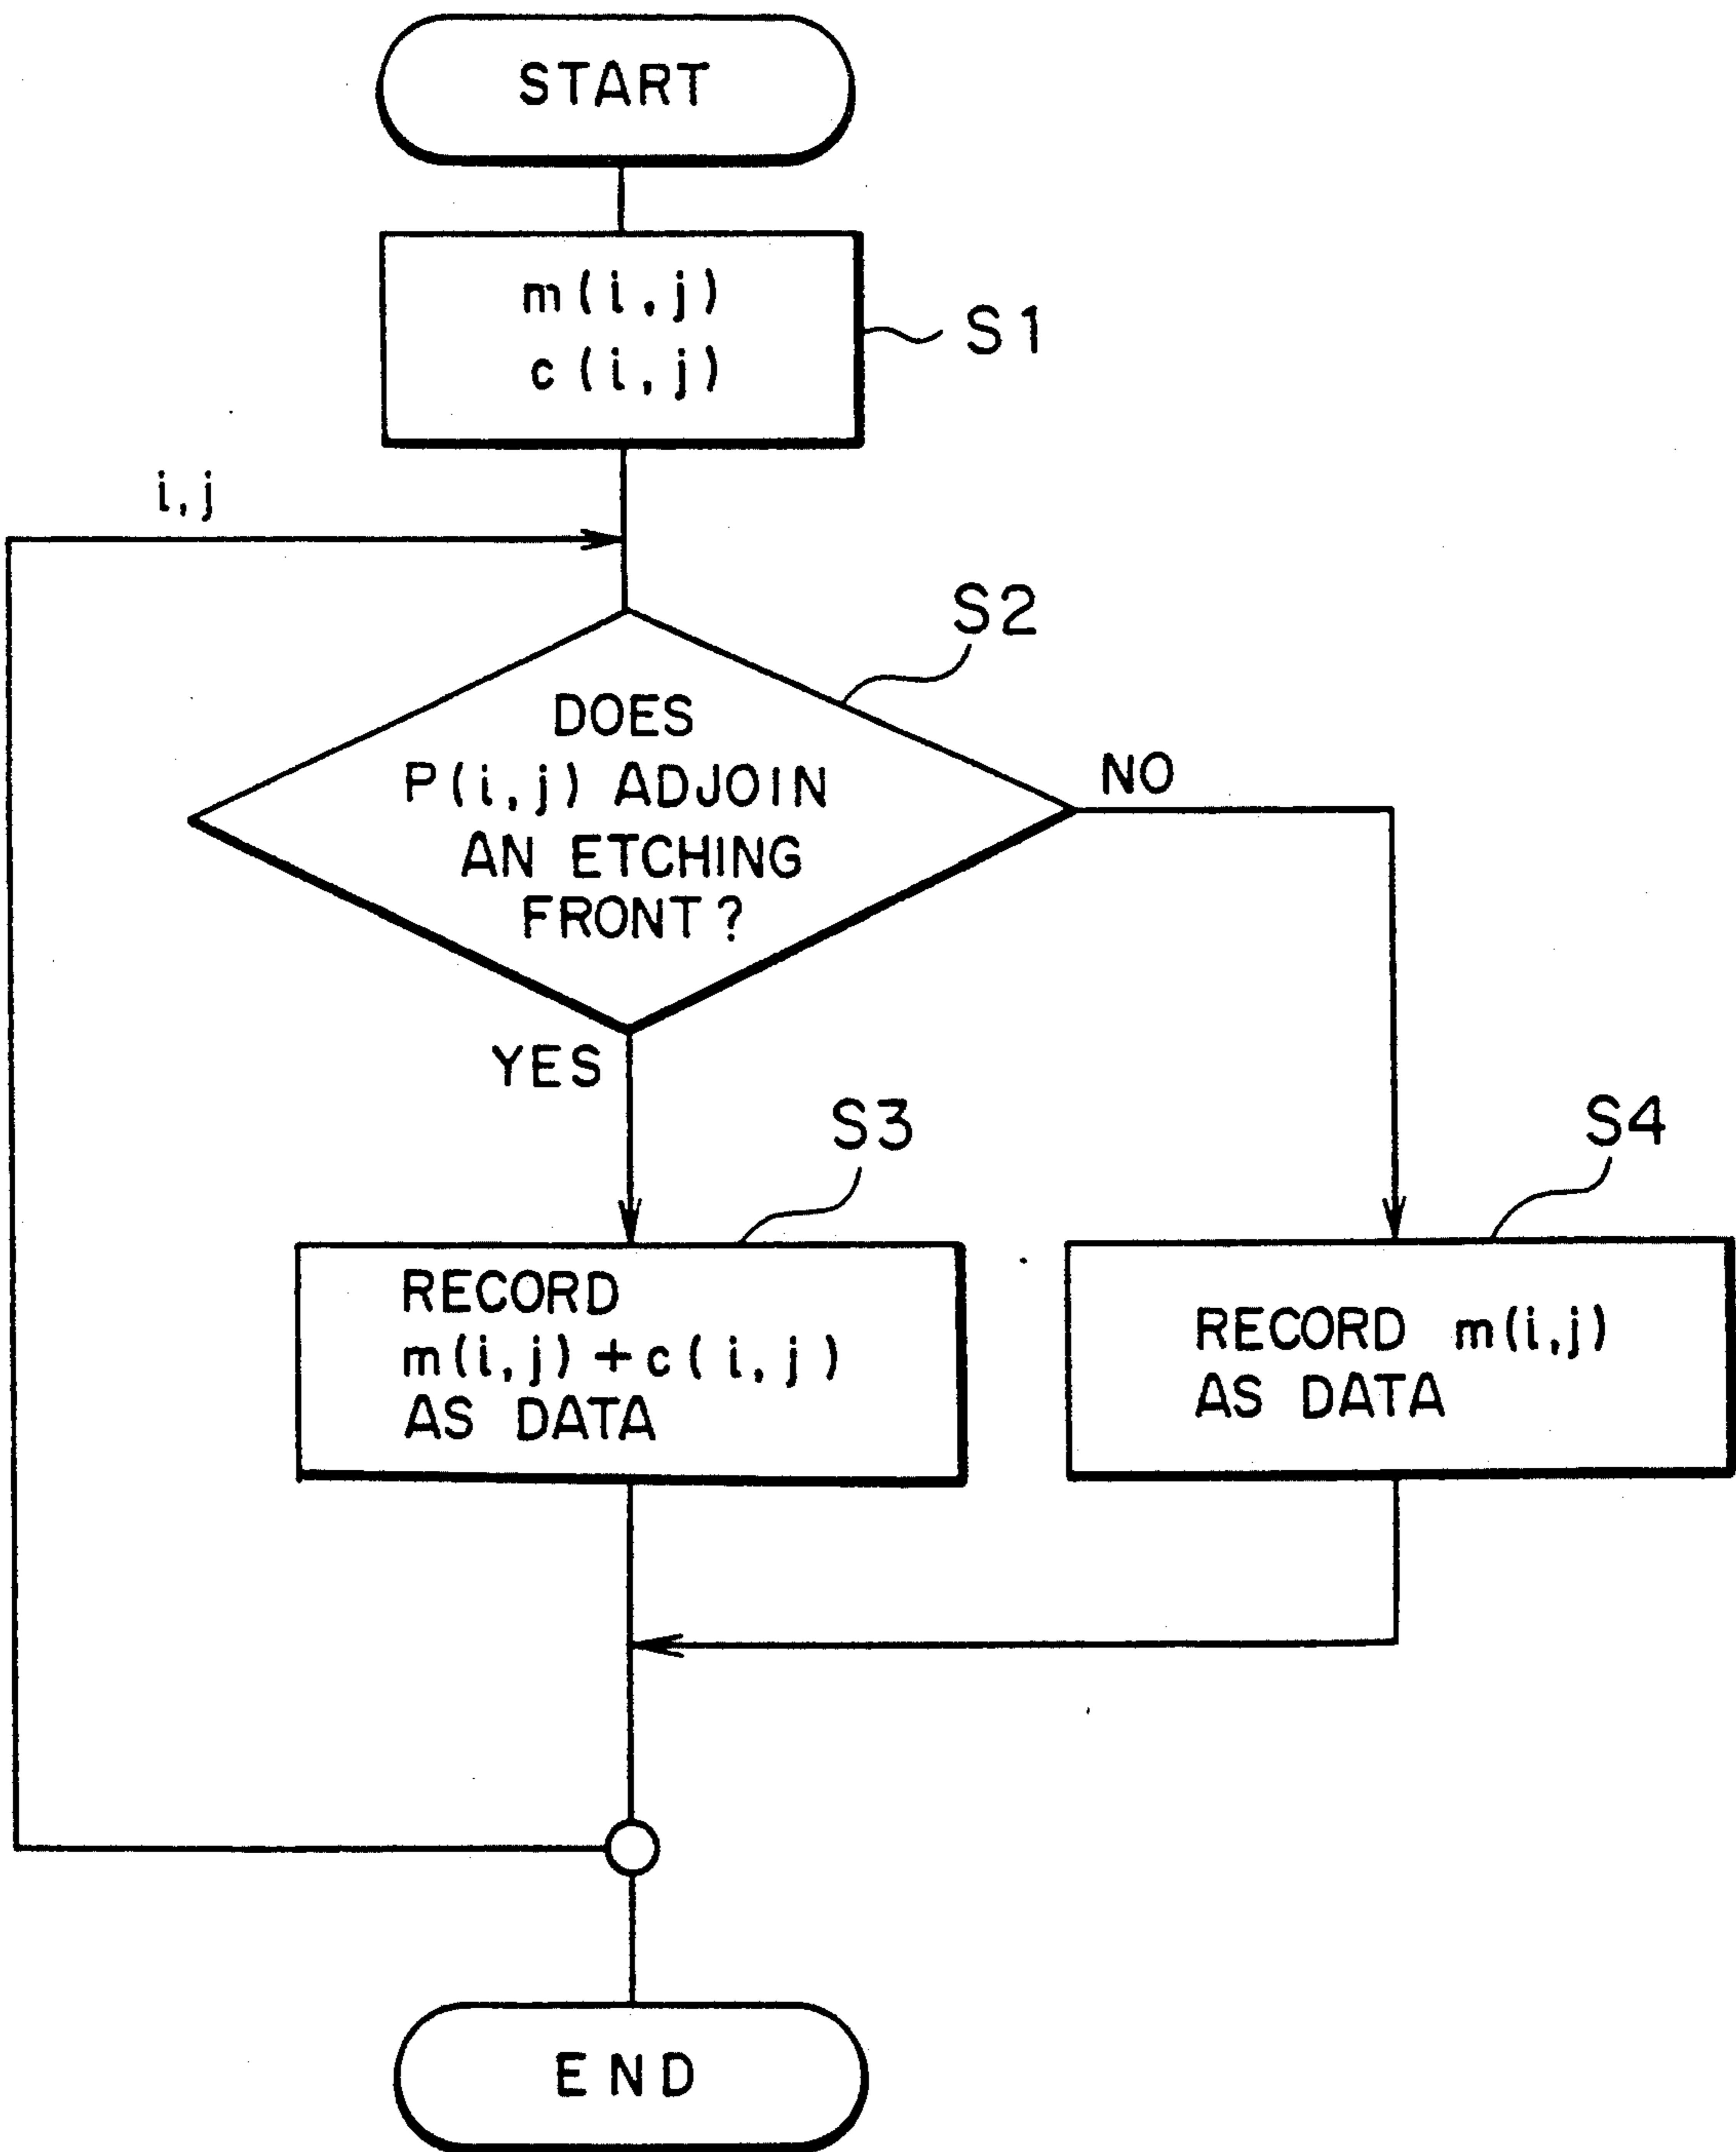 START
m(i,j)
c(i,j)
S1
i,j
S2
DOES
P(i,j) ADJOIN
AN ETCHING
FRONT?
NO
YES
S3
S4
RECORD
m(i,j)+c(i,j)
AS DATA
RECORD m(i,j)
AS DATA
END